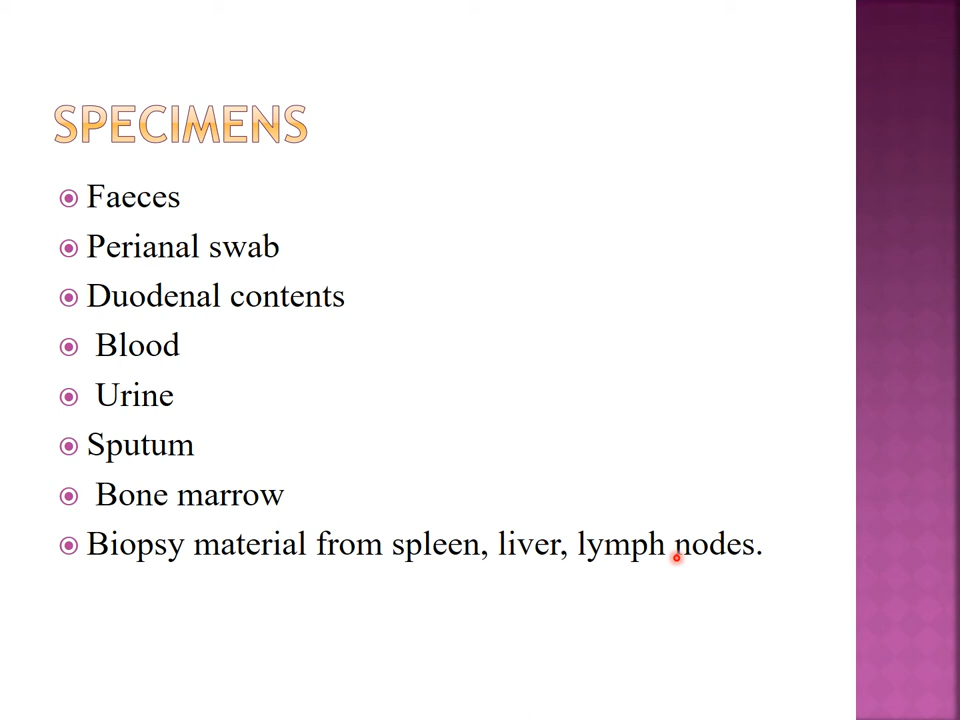 SPECIMENS
Faeces
Perianal swab
Duodenal contents
Blood
Urine
Sputum
Bone marrow
Biopsy material from spleen, liver, lymph nodes.